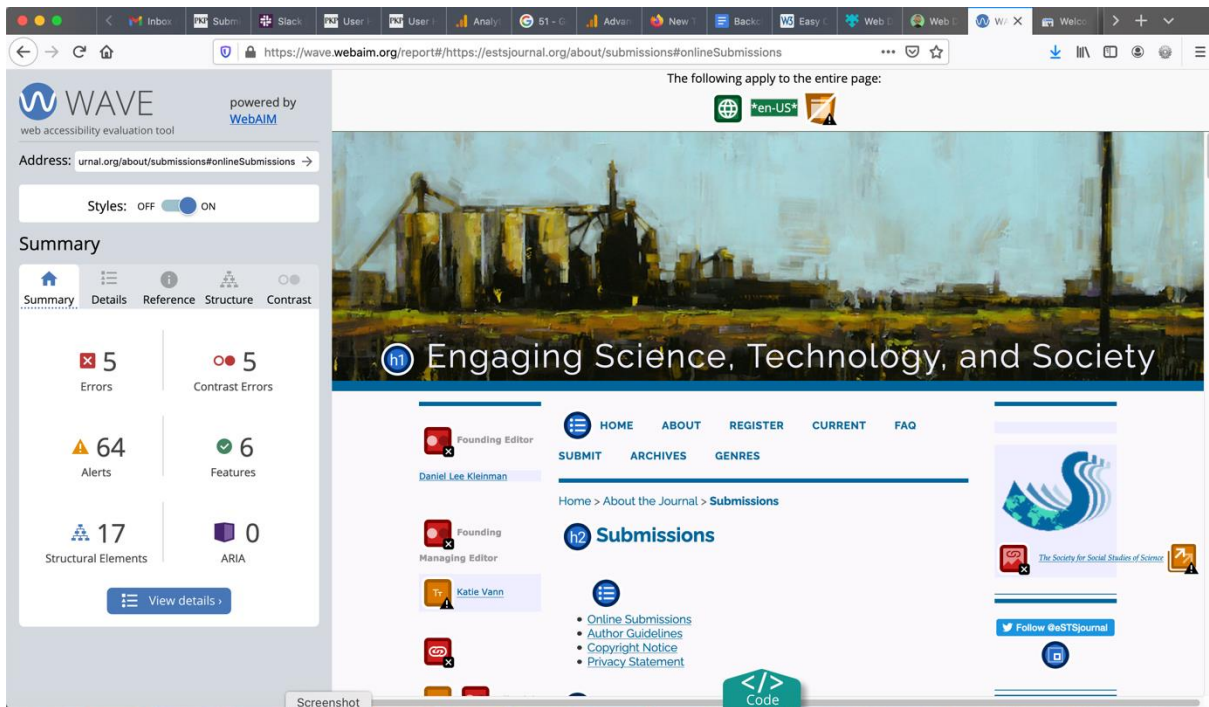 Inbox
Submi
Slack
User H
User H
Analyt
51 - G
Advan
New T
Backc
Easy C
Web D
Web D
WA
Welco
https://wave.webaim.org/report#/https://estsjournal.org/about/submissions#onlineSubmissions
WAVE
web accessibility evaluation tool
powered by
WebAIM
Address: urnal.org/about/submissions#onlineSubmissions
Styles: OFF ON
Summary
Summary Details Reference Structure Contrast
5
Errors
5
Contrast Errors
64
Alerts
6
Features
17
Structural Elements
0
ARIA
View details ›
The following apply to the entire page:
*en-US*
h1 Engaging Science, Technology, and Society
Founding Editor
Daniel Lee Kleinman
Founding
Managing Editor
Tт Katie Vann
HOME ABOUT REGISTER CURRENT FAQ
SUBMIT ARCHIVES GENRES
Home > About the Journal > Submissions
h2 Submissions
• Online Submissions
• Author Guidelines
• Copyright Notice
• Privacy Statement
The Society for Social Studies of Science
Follow @eSTSjournal
</>
Code
Screenshot